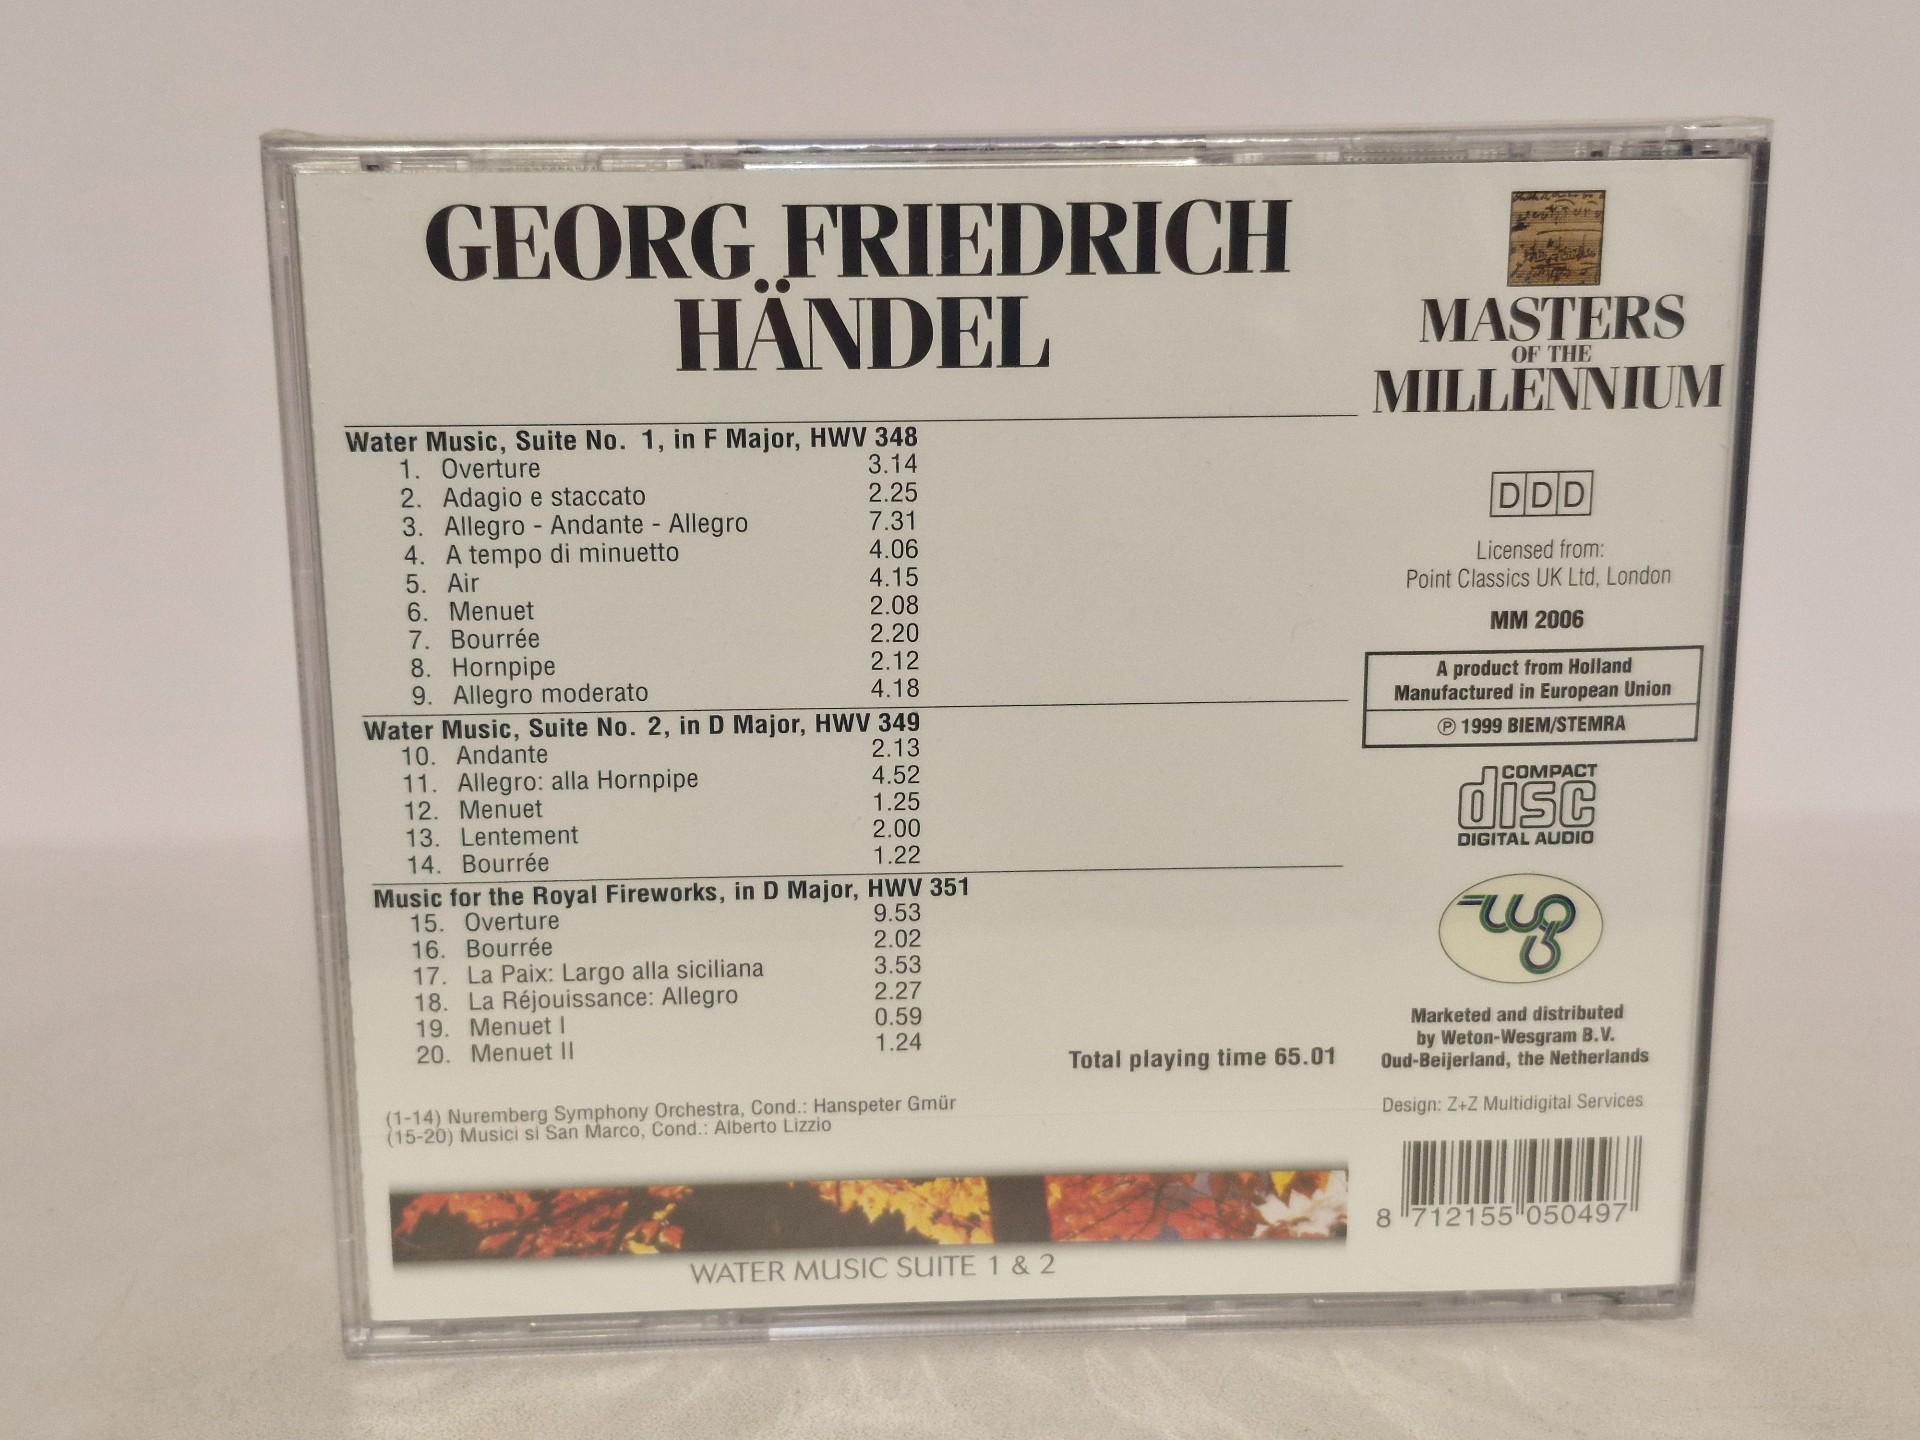 GEORG FRIEDRICH
HÄNDEL
Water Music, Suite No. 1, in F Major, HWV 348
1. Overture 3.14
2. Adagio e staccato 2.25
3. Allegro - Andante - Allegro 7.31
4. A tempo di minuetto 4.06
5. Air 4.15
6. Menuet 2.08
7. Bourrée 2.20
8. Hornpipe 2.12
9. Allegro moderato 4.18
Water Music, Suite No. 2, in D Major, HWV 349
10. Andante 2.13
11. Allegro: alla Hornpipe 4.52
12. Menuet 1.25
13. Lentement 2.00
14. Bourrée 1.22
Music for the Royal Fireworks, in D Major, HWV 351
15. Overture 9.53
16. Bourrée 2.02
17. La Paix: Largo alla siciliana 3.53
18. La Réjouissance: Allegro 2.27
19. Menuet I 0.59
20. Menuet II 1.24
Total playing time 65.01
(1-14) Nuremberg Symphony Orchestra, Cond.: Hanspeter Gmür
(15-20) Musici si San Marco, Cond.: Alberto Lizzio
WATER MUSIC SUITE 1 & 2
MASTERS
OF THE
MILLENNIUM
DDD
Licensed from:
Point Classics UK Ltd, London
MM 2006
A product from Holland
Manufactured in European Union
℗ 1999 BIEM/STEMRA
COMPACT
disc
DIGITAL AUDIO
Marketed and distributed
by Weton-Wesgram B.V.
Oud-Beijerland, the Netherlands
Design: Z+Z Multidigital Services
8 712155 050497